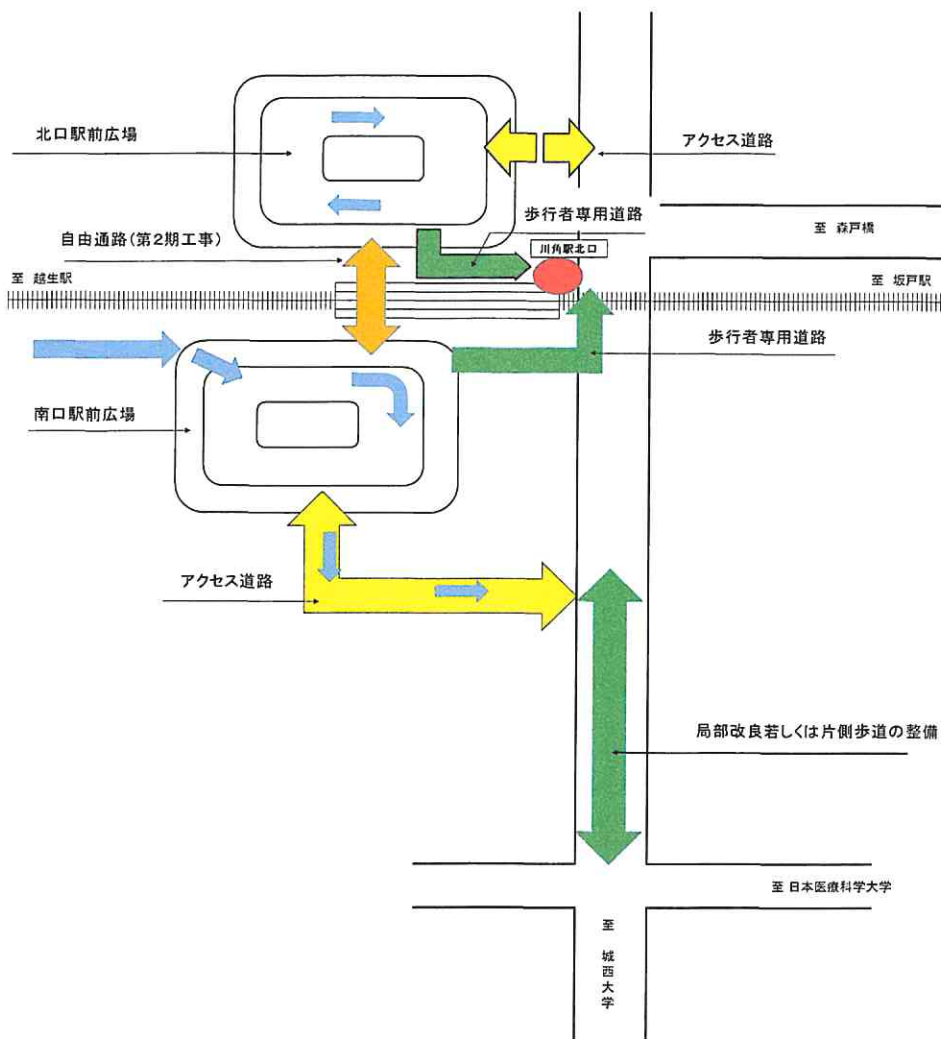 北口駅前広場
アクセス道路
歩行者専用道路
川角駅北口
至 森戸橋
自由通路(第2期工事)
至 越生駅
至 坂戸駅
歩行者専用道路
南口駅前広場
アクセス道路
局部改良若しくは片側歩道の整備
至 日本医療科学大学
至 城西大学